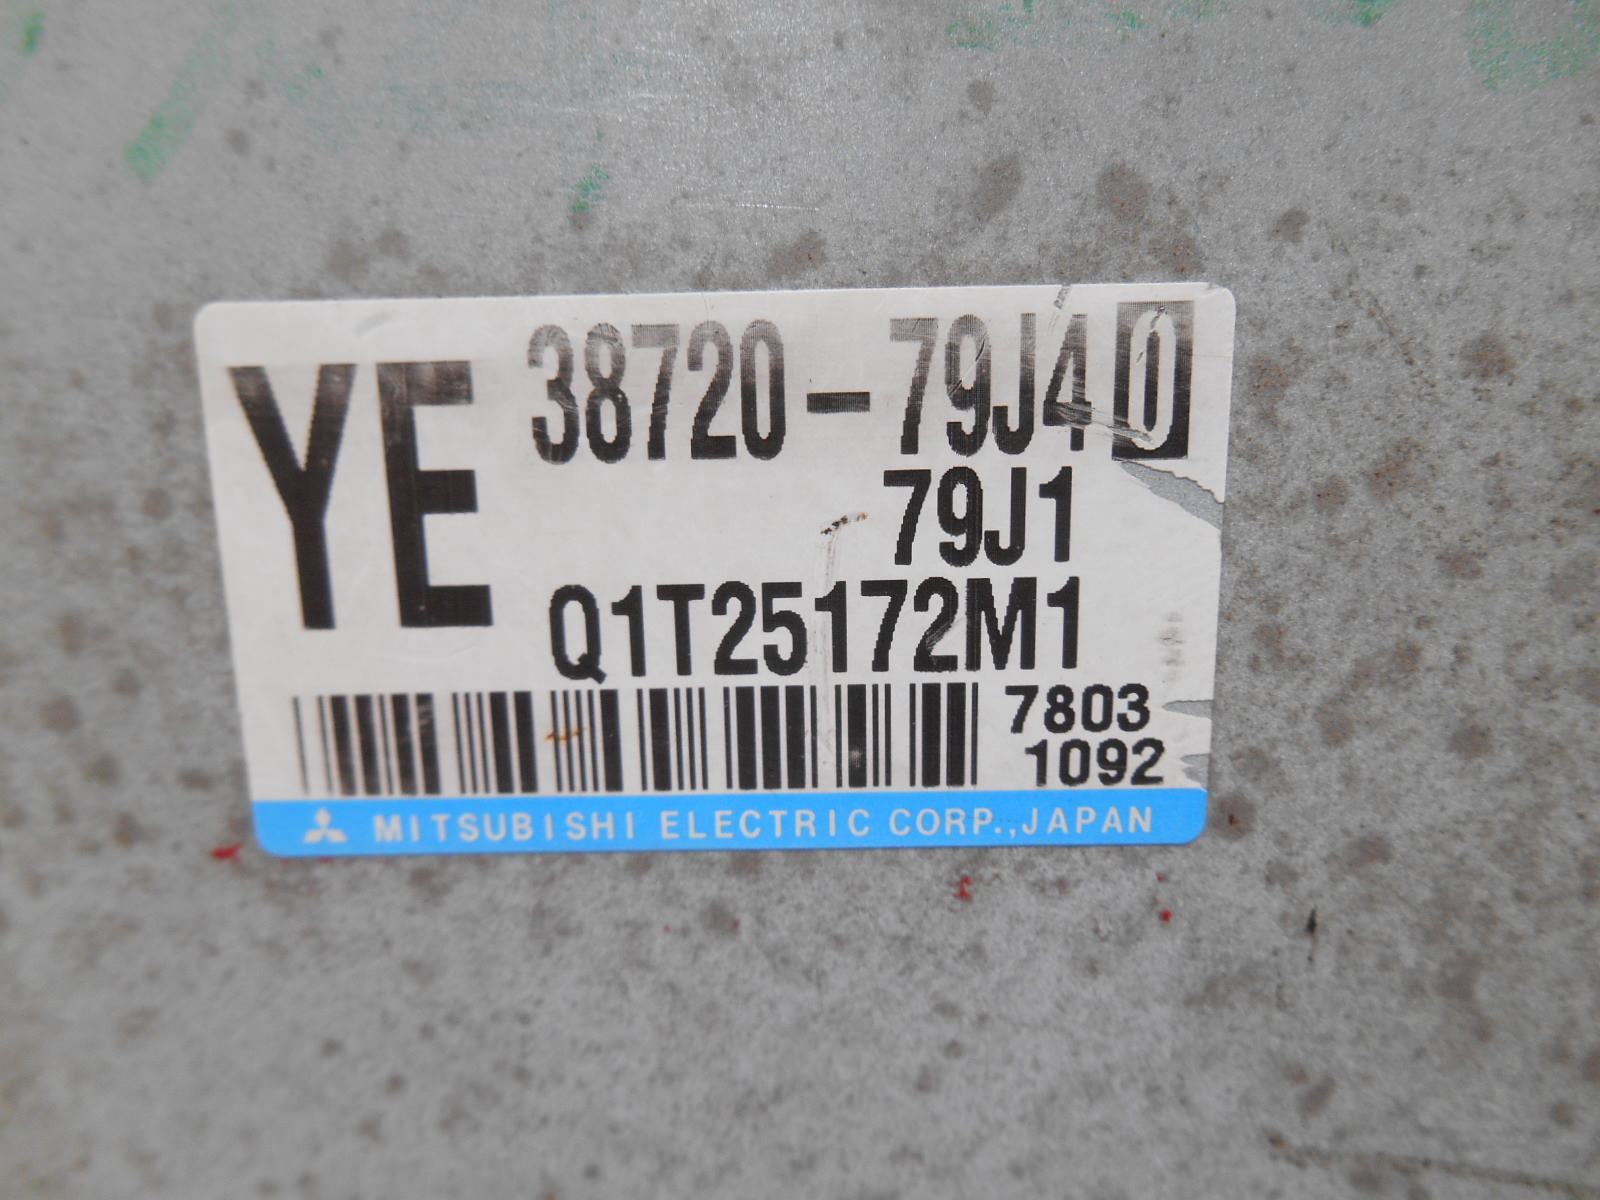 YE 38720-79J40
79J1
Q1T25172M1
7803
1092
MITSUBISHI ELECTRIC CORP.,JAPAN